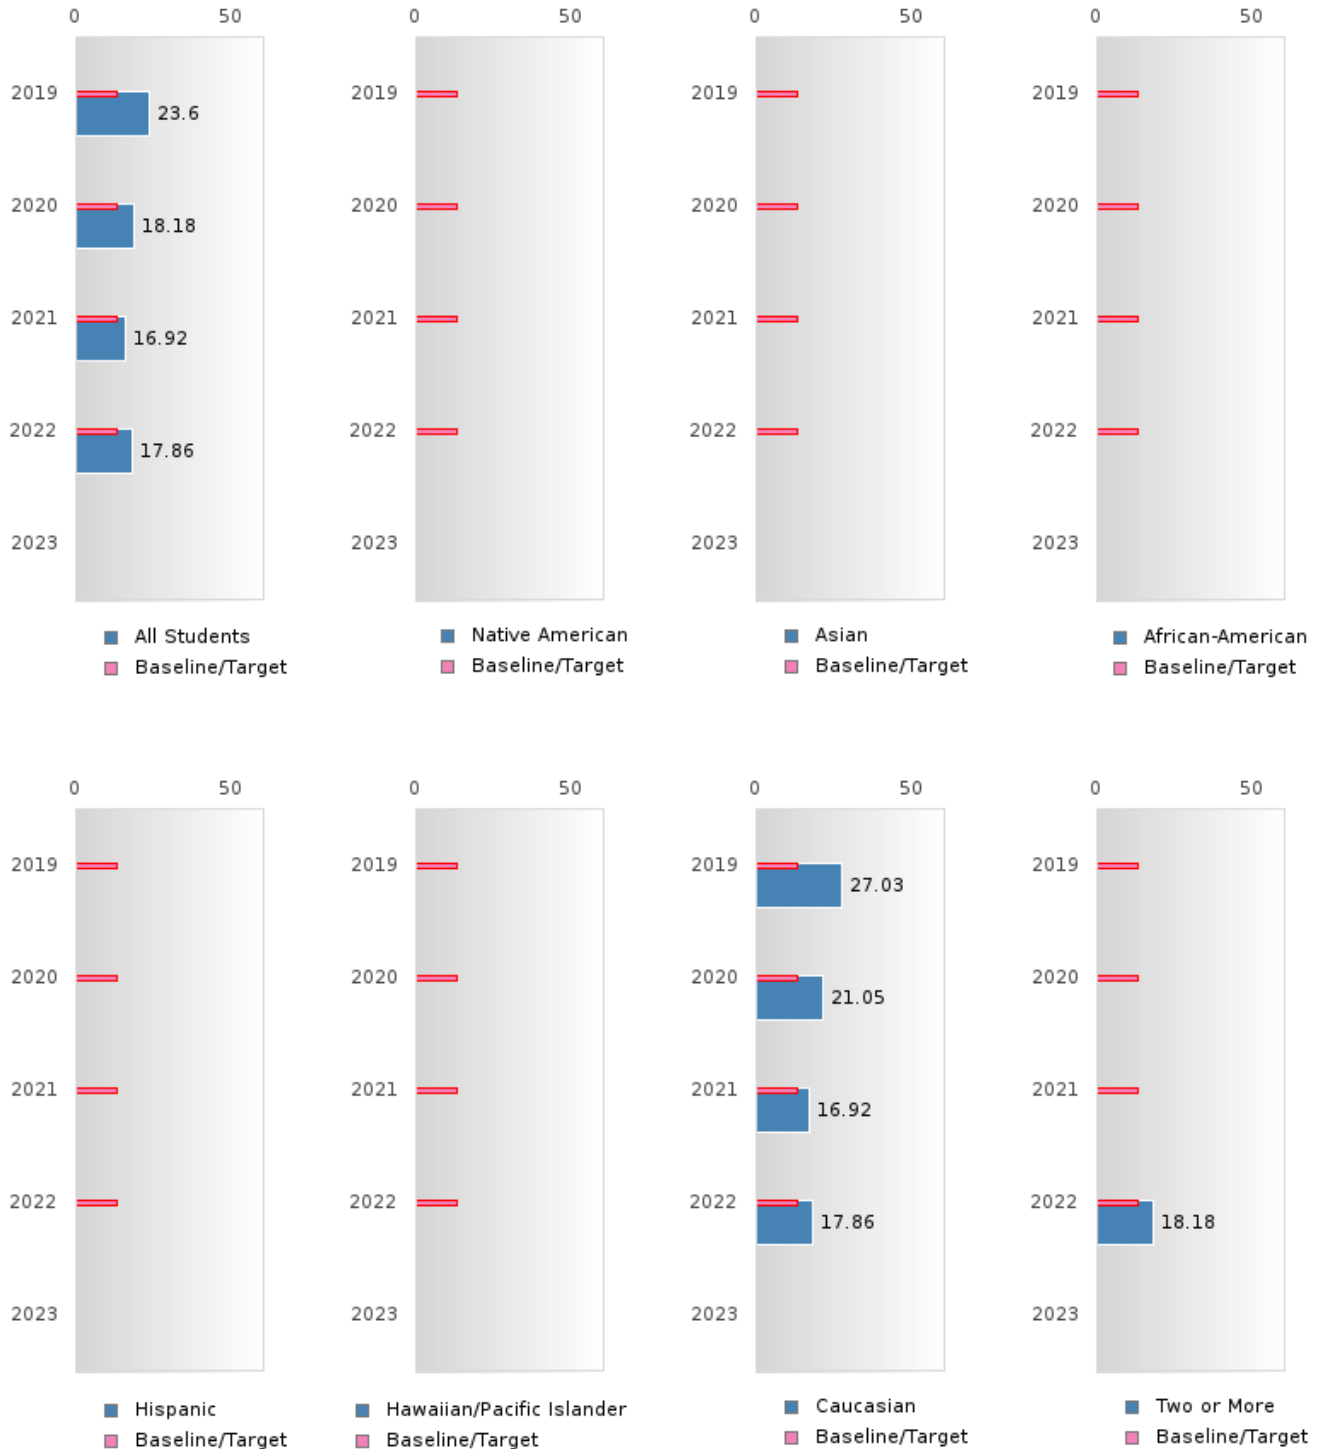 0 50 0 50 0 50 0 50
2019 23.6 2019 2019 2019
2020 18.18 2020 2020 2020
2021 16.92 2021 2021 2021
2022 17.86 2022 2022 2022
2023 2023 2023 2023
All Students Native American Asian African-American
Baseline/Target Baseline/Target Baseline/Target Baseline/Target
0 50 0 50 0 50 0 50
2019 2019 2019 27.03 2019
2020 2020 2020 21.05 2020
2021 2021 2021 16.92 2021
2022 2022 2022 17.86 2022 18.18
2023 2023 2023 2023
Hispanic Hawaiian/Pacific Islander Caucasian Two or More
Baseline/Target Baseline/Target Baseline/Target Baseline/Target